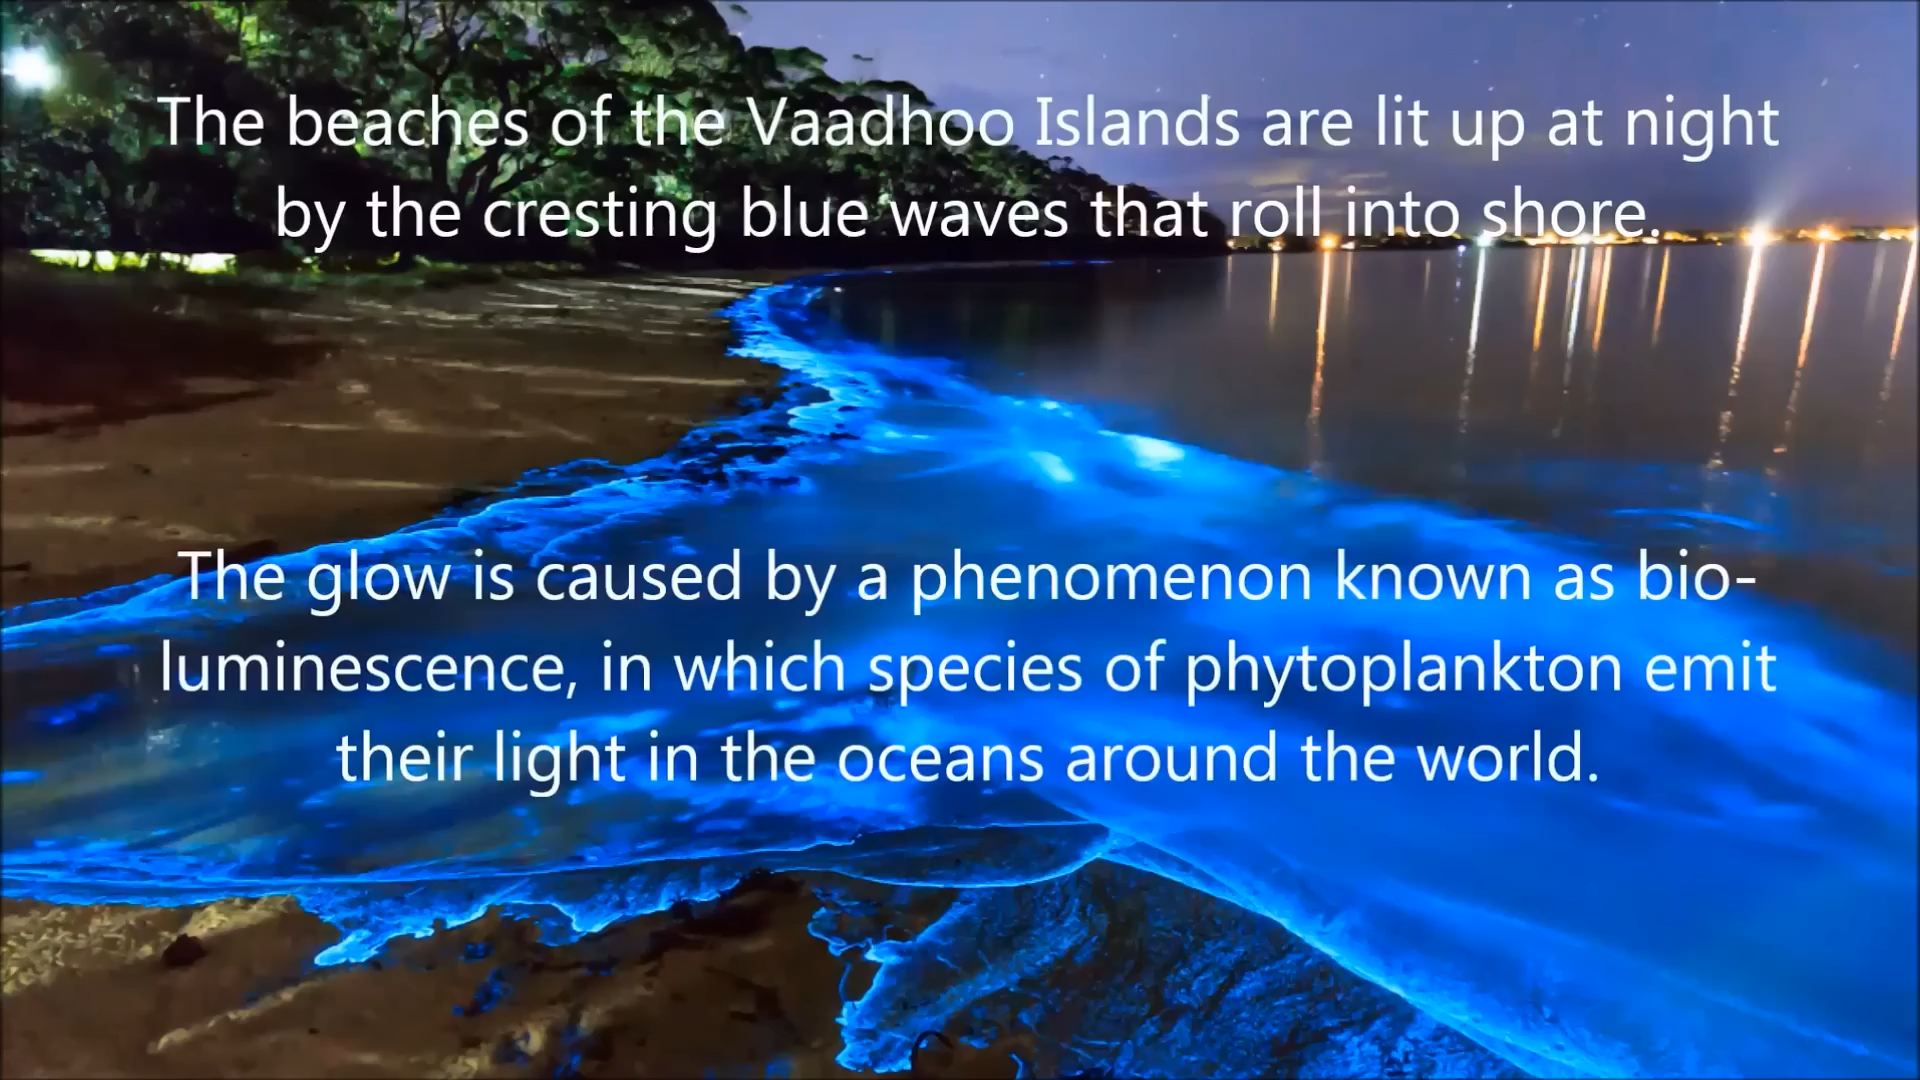 The beaches of the Vaadhoo Islands are lit up at night
by the cresting blue waves that roll into shore.
The glow is caused by a phenomenon known as bio-
luminescence, in which species of phytoplankton emit
their light in the oceans around the world.